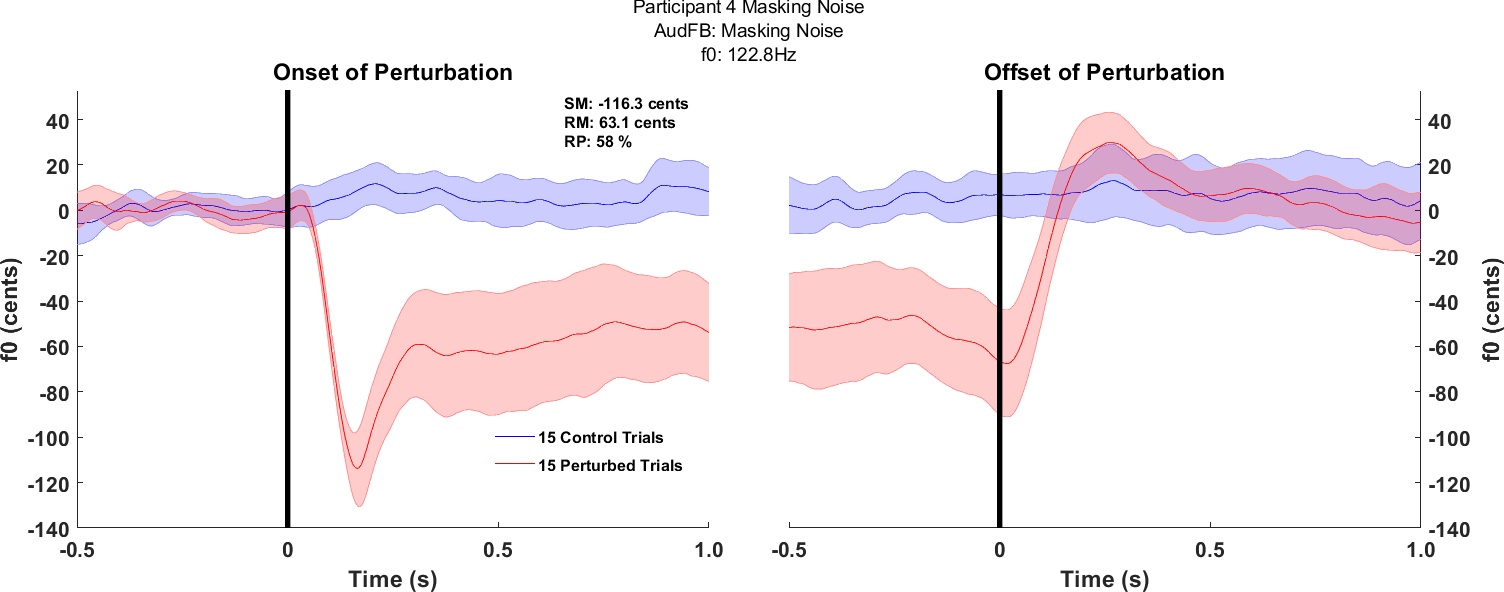 Participant 4 Masking Noise
AudFB: Masking Noise
f0: 122.8Hz
Onset of Perturbation
SM: -116.3 cents
RM: 63.1 cents
RP: 58 %
40
20
0
-20
-40
-60
-80
-100
-120
-140
f0 (cents)
15 Control Trials
15 Perturbed Trials
-0.5
0
0.5
1.0
Time (s)
Offset of Perturbation
40
20
0
-20
-40
-60
-80
-100
-120
-140
f0 (cents)
-0.5
0
0.5
1.0
Time (s)